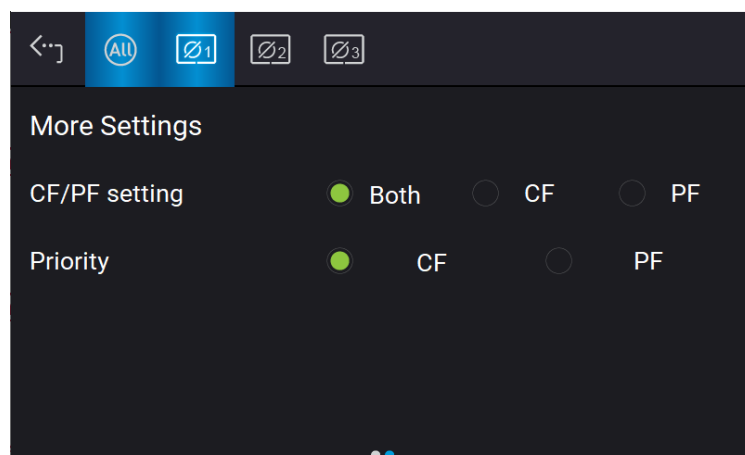 All Ø1 Ø2 Ø3
More Settings
CF/PF setting Both CF PF
Priority CF PF